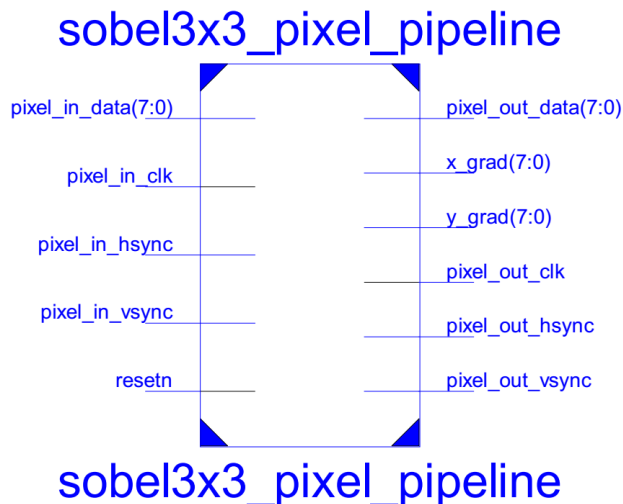 sobel3x3_pixel_pipeline
pixel_in_data(7:0)
pixel_in_clk
pixel_in_hsync
pixel_in_vsync
resetn
pixel_out_data(7:0)
x_grad(7:0)
y_grad(7:0)
pixel_out_clk
pixel_out_hsync
pixel_out_vsync
sobel3x3_pixel_pipeline